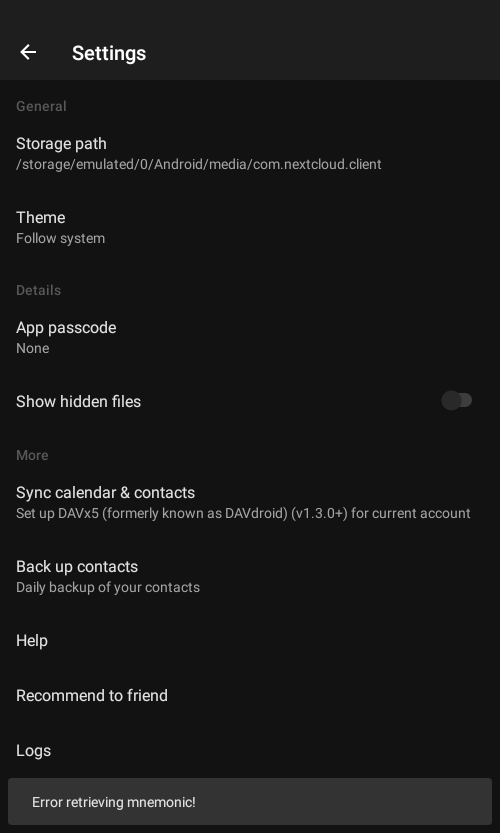 Settings
General
Storage path
/storage/emulated/0/Android/media/com.nextcloud.client
Theme
Follow system
Details
App passcode
None
Show hidden files
More
Sync calendar & contacts
Set up DAVx5 (formerly known as DAVdroid) (v1.3.0+) for current account
Back up contacts
Daily backup of your contacts
Help
Recommend to friend
Logs
Error retrieving mnemonic!